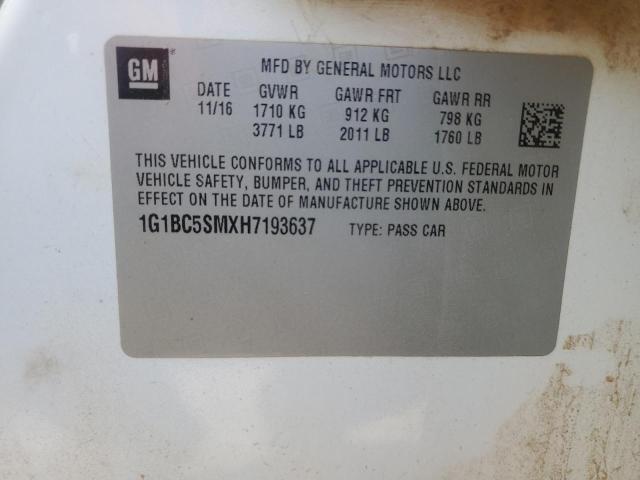 GM
MFD BY GENERAL MOTORS LLC
DATE GVWR GAWR FRT GAWR RR
11/16 1710 KG 912 KG 798 KG
3771 LB 2011 LB 1760 LB
THIS VEHICLE CONFORMS TO ALL APPLICABLE U.S. FEDERAL MOTOR
VEHICLE SAFETY, BUMPER, AND THEFT PREVENTION STANDARDS IN
EFFECT ON THE DATE OF MANUFACTURE SHOWN ABOVE.
1G1BC5SMXH7193637 TYPE: PASS CAR